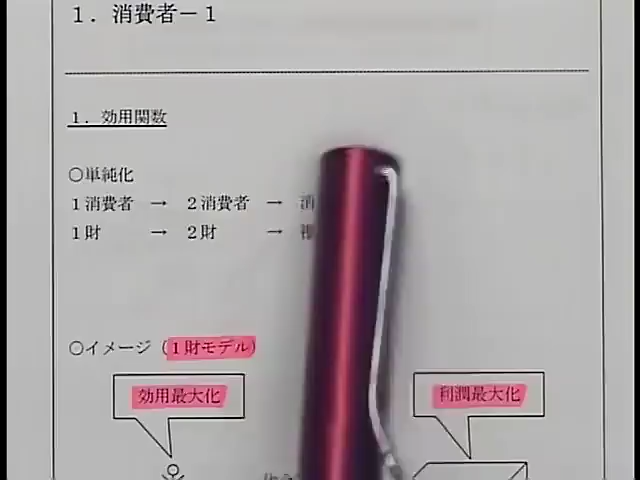 １．消費者－１
１．効用関数
○単純化
１消費者 → ２消費者 → 消
１財 → ２財 →
○イメージ（１財モデル）
効用最大化
利潤最大化